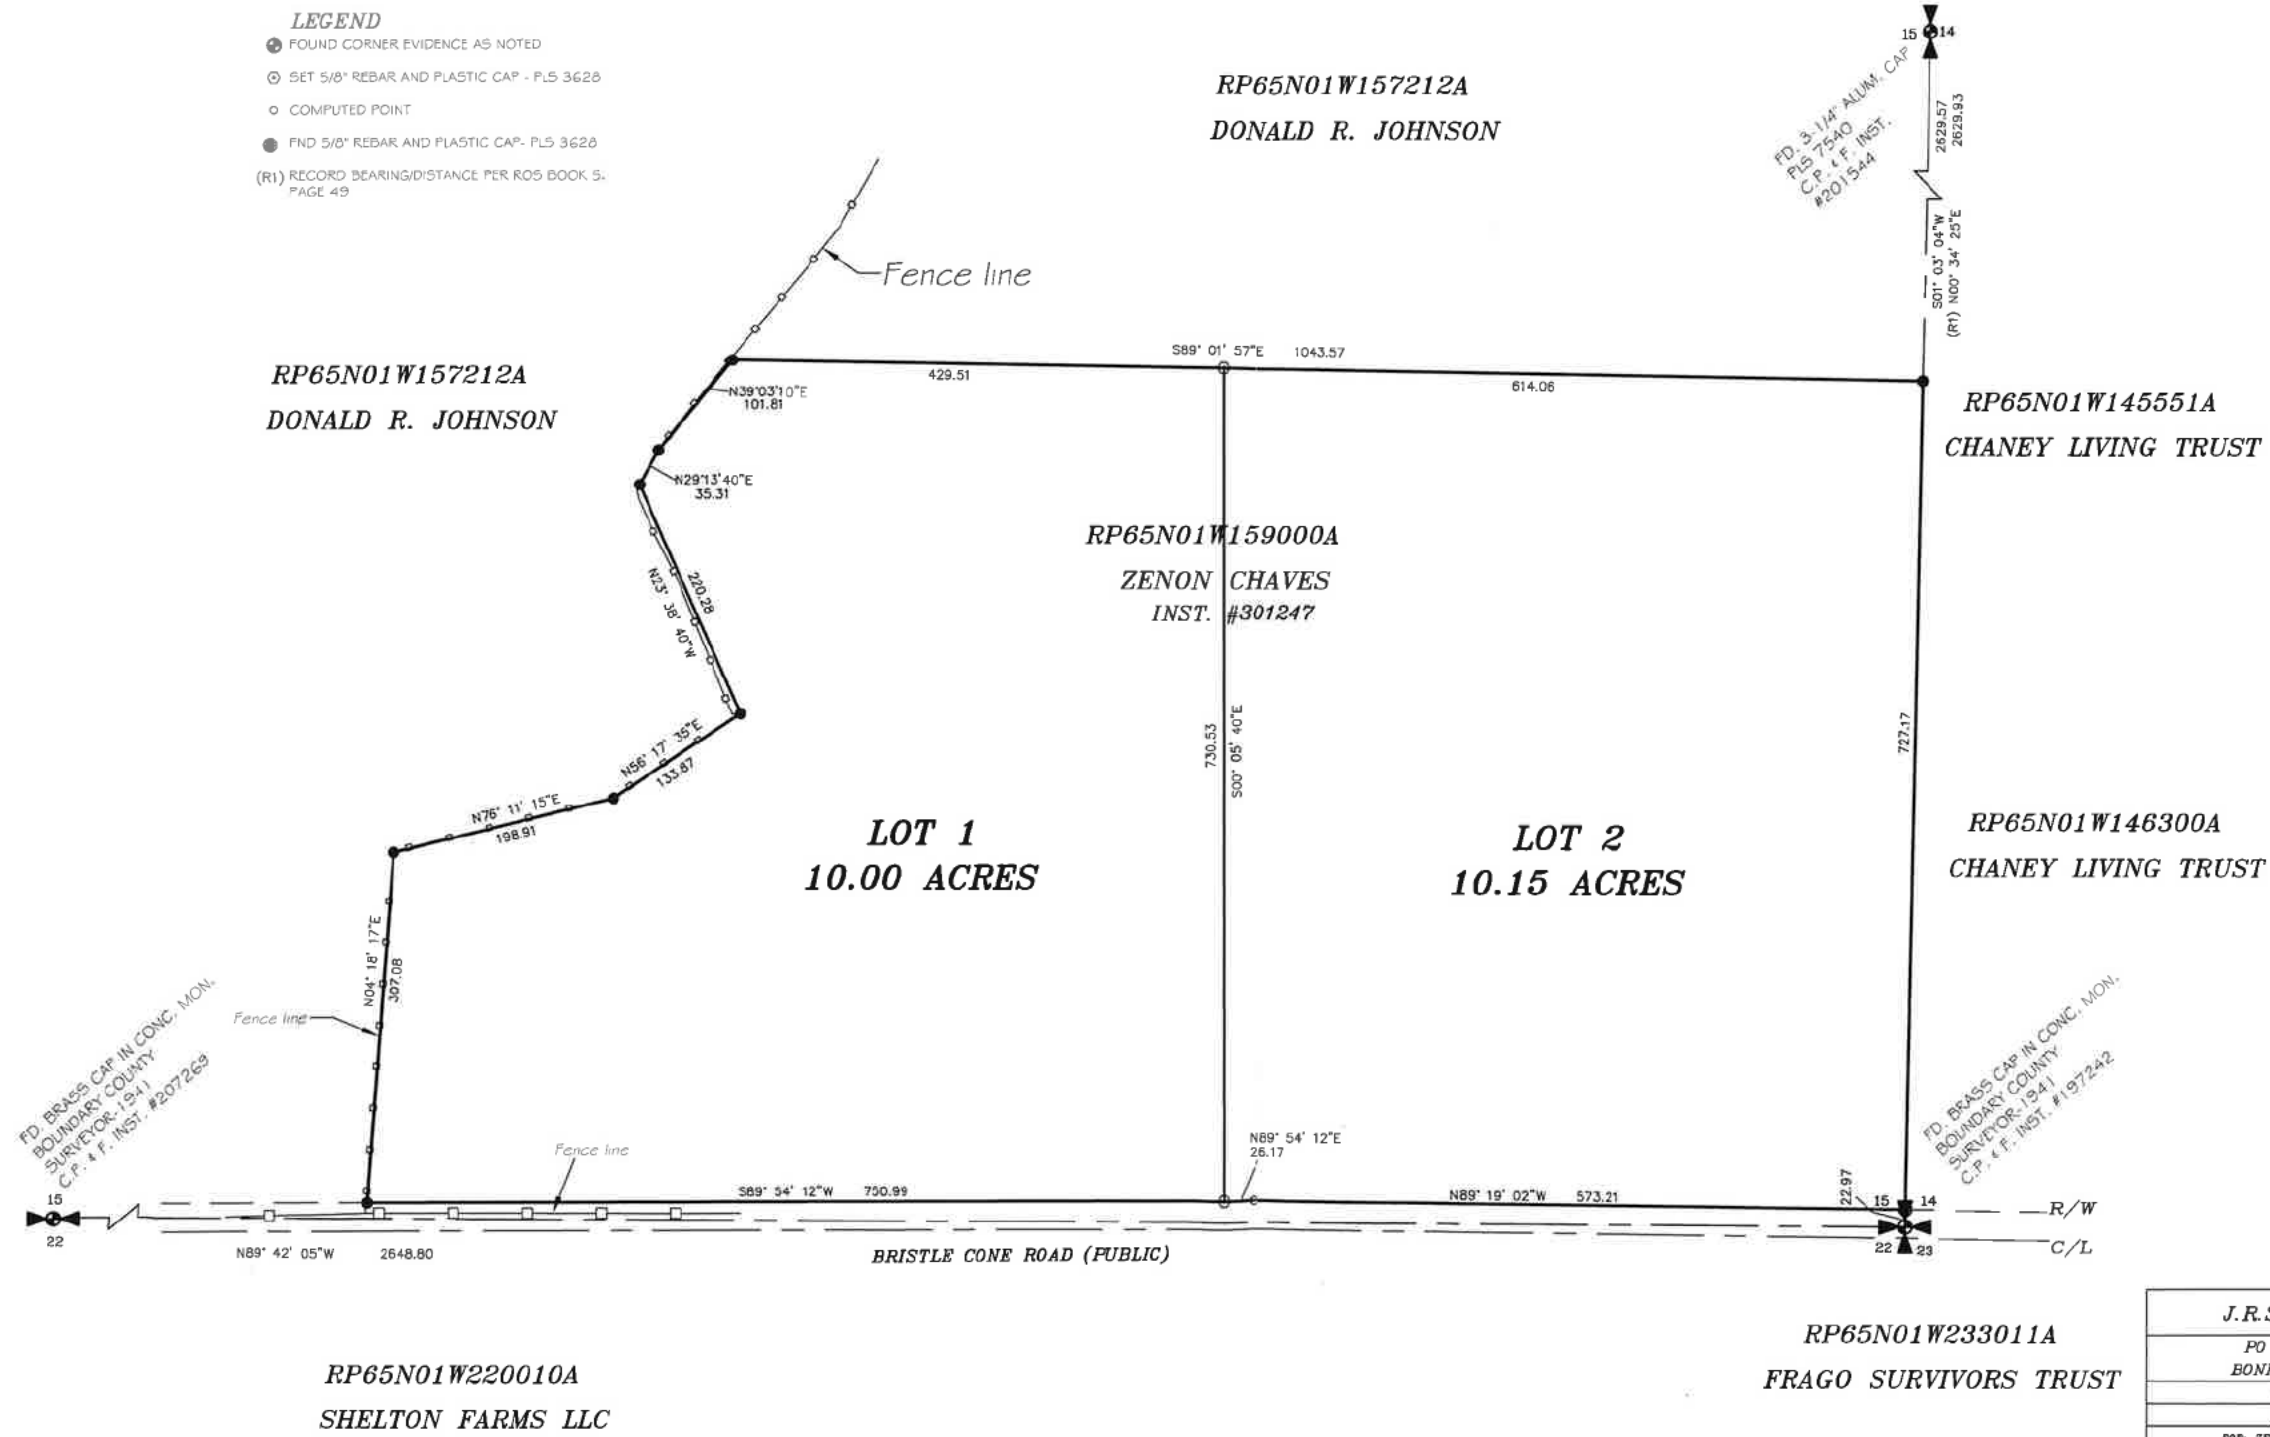 LEGEND
FOUND CORNER EVIDENCE AS NOTED
SET 5/8" REBAR AND PLASTIC CAP - PLS 3628
COMPUTED POINT
FND 5/8" REBAR AND PLASTIC CAP- PLS 3628
(R1) RECORD BEARING/DISTANCE PER ROS BOOK 5.
PAGE 49
RP65N01W157212A
DONALD R. JOHNSON
15 14
FD. 3-1/4" ALUM. CAP
PLS 7540
C.P. & F. INST.
#201544
2629.57
2629.93
S01° 03' 04"W
(R1) N00° 34' 25"E
Fence line
S89° 01' 57"E 1043.57
429.51
614.06
RP65N01W157212A
DONALD R. JOHNSON
N39°03'10"E
101.81
N29°13'40"E
35.31
RP65N01W145551A
CHANEY LIVING TRUST
RP65N01W159000A
ZENON CHAVES
INST. #301247
220.28
N23° 38' 40"W
N56° 17' 35"E
133.87
N76° 11' 15"E
198.91
730.53
S00° 05' 40"E
727.17
LOT 1
10.00 ACRES
LOT 2
10.15 ACRES
RP65N01W146300A
CHANEY LIVING TRUST
N04° 18' 17"E
307.08
Fence line
FD. BRASS CAP IN CONC. MON.
BOUNDARY COUNTY
SURVEYOR-1941
C.P. & F. INST. #207269
FD. BRASS CAP IN CONC. MON.
BOUNDARY COUNTY
SURVEYOR-1941
C.P. & F. INST. #197242
Fence line
N89° 54' 12"E
26.17
S89° 54' 12"W 750.99
N89° 19' 02"W 573.21
22.97
15
22
15 14
22 23
R/W
C/L
N89° 42' 05"W 2648.80
BRISTLE CONE ROAD (PUBLIC)
RP65N01W220010A
SHELTON FARMS LLC
RP65N01W233011A
FRAGO SURVIVORS TRUST
J.R.S
PO